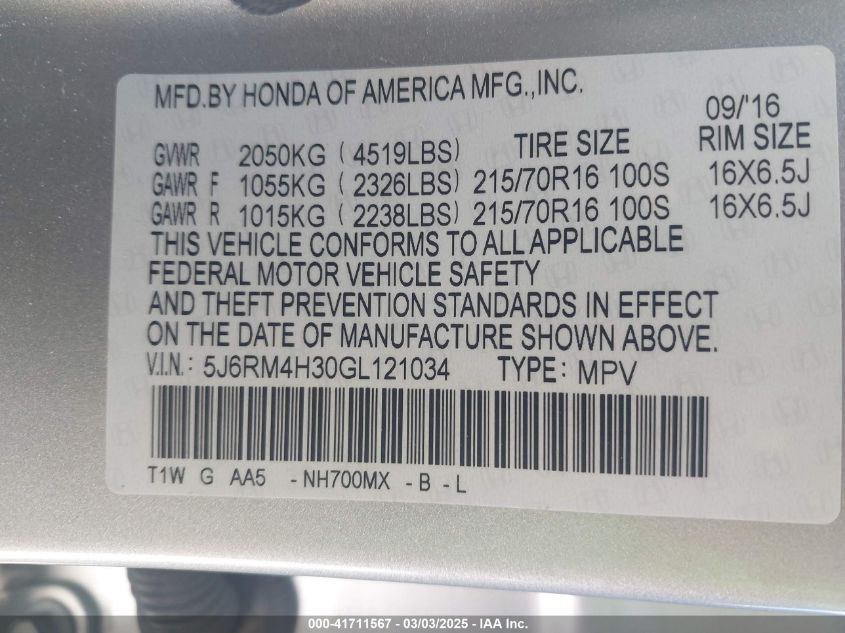 MFD.BY HONDA OF AMERICA MFG.,INC.
09/'16
GVWR 2050KG (4519LBS) TIRE SIZE RIM SIZE
GAWR F 1055KG (2326LBS) 215/70R16 100S 16X6.5J
GAWR R 1015KG (2238LBS) 215/70R16 100S 16X6.5J
THIS VEHICLE CONFORMS TO ALL APPLICABLE
FEDERAL MOTOR VEHICLE SAFETY
AND THEFT PREVENTION STANDARDS IN EFFECT
ON THE DATE OF MANUFACTURE SHOWN ABOVE.
V.I.N.: 5J6RM4H30GL121034 TYPE: MPV
T1W G AA5 -NH700MX -B -L
000-41711567 - 03/03/2025 - IAA Inc.